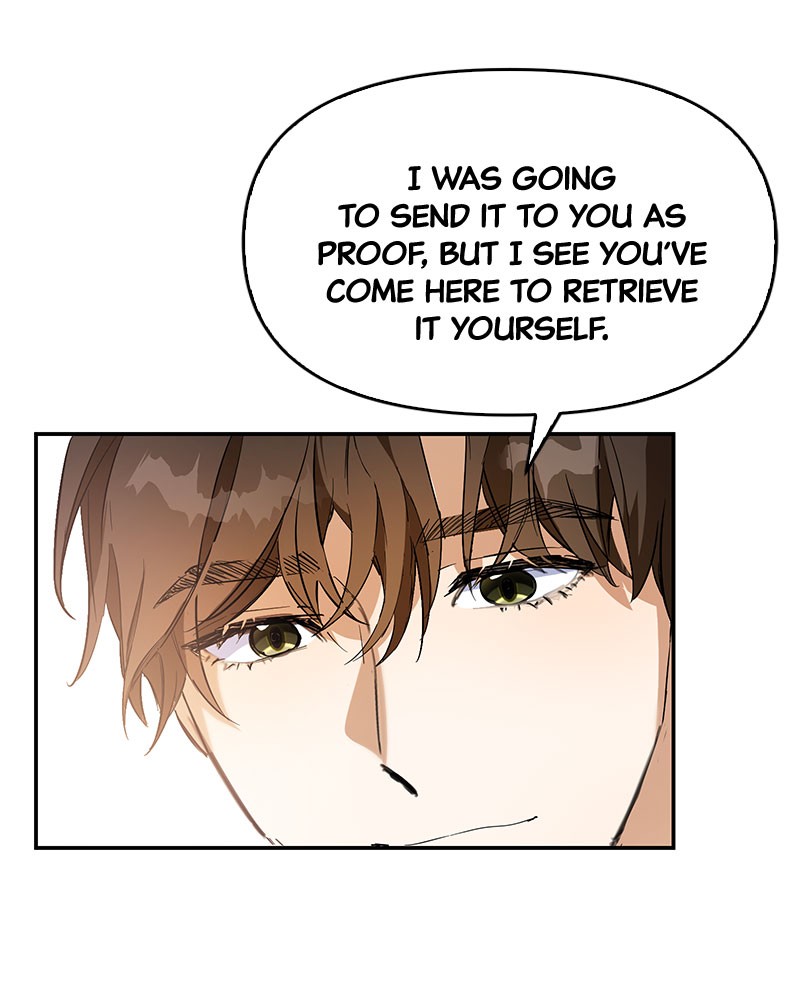 I WAS GOING
TO SEND IT TO YOU AS
PROOF, BUT I SEE YOU'VE
COME HERE TO RETRIEVE
IT YOURSELF.